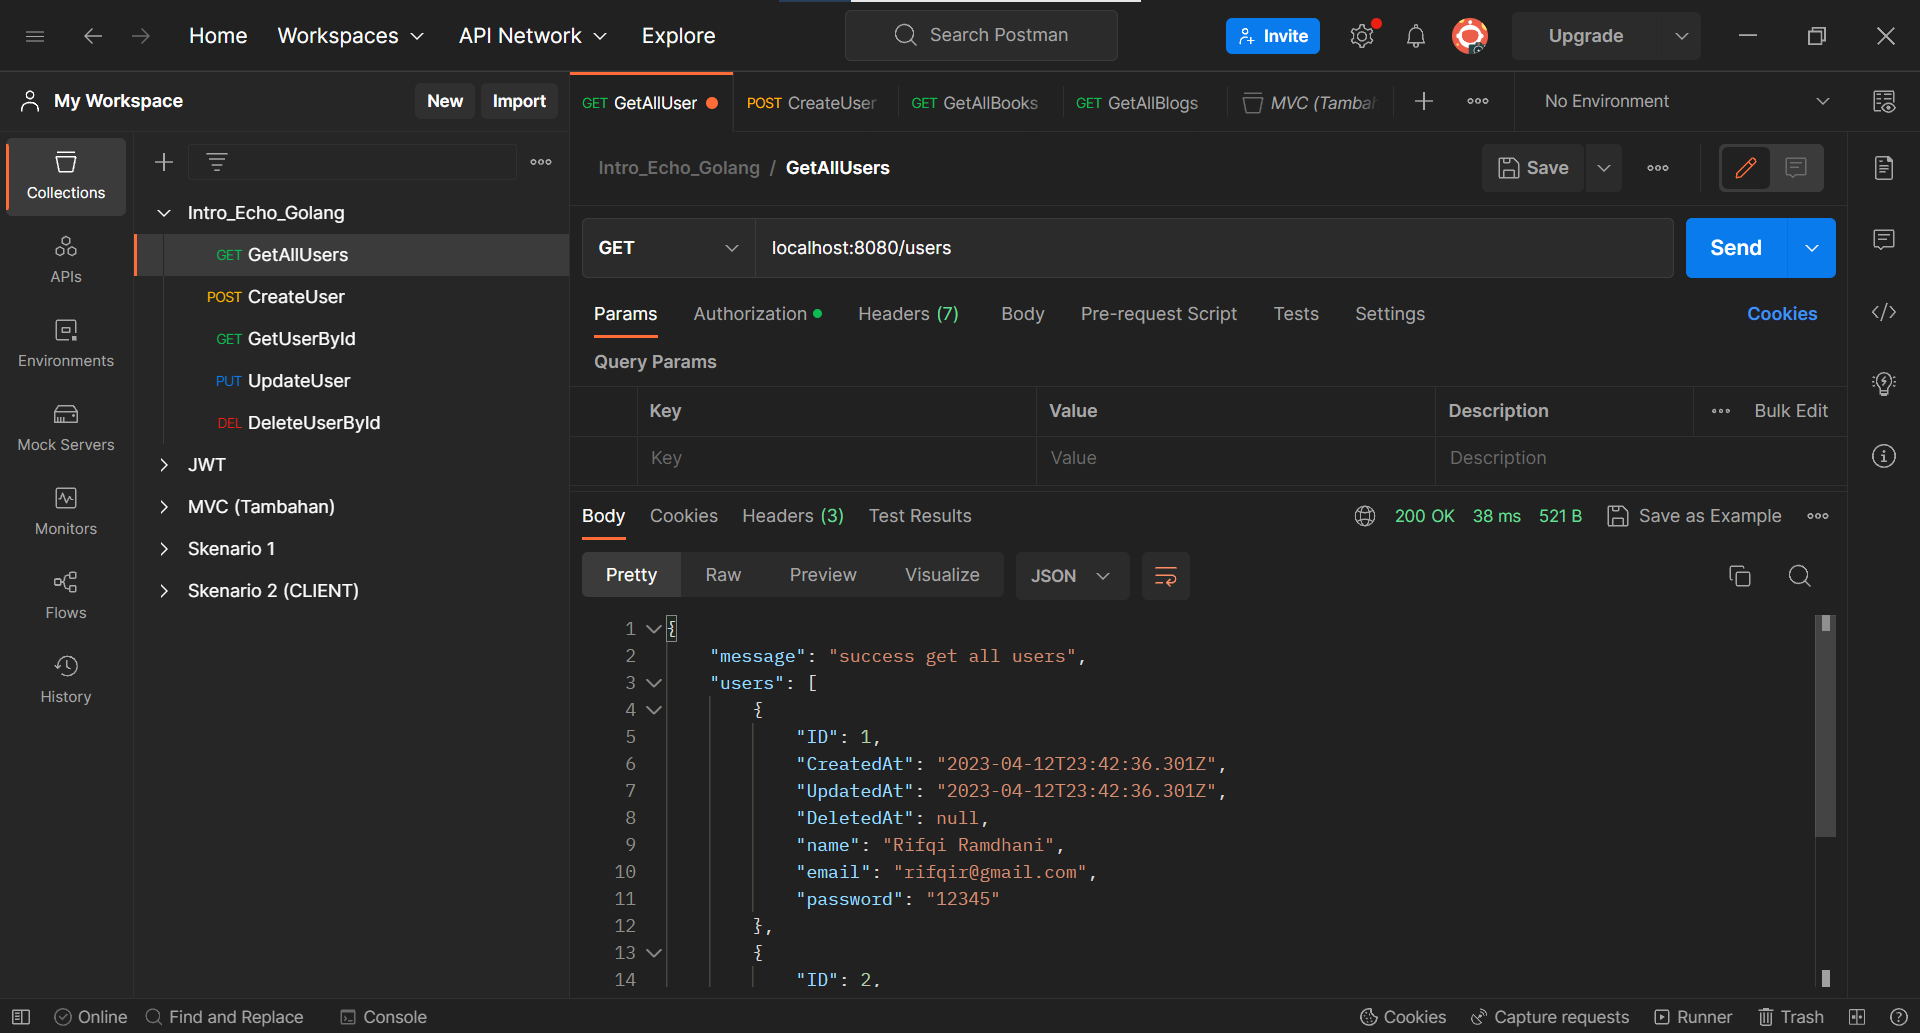 Home Workspaces API Network Explore Search Postman Invite Upgrade
My Workspace New Import
GET GetAllUser POST CreateUser GET GetAllBooks GET GetAllBlogs MVC (Tambah No Environment
Collections
APIs
Environments
Mock Servers
Monitors
Flows
History
Intro_Echo_Golang
GET GetAllUsers
POST CreateUser
GET GetUserById
PUT UpdateUser
DEL DeleteUserById
JWT
MVC (Tambahan)
Skenario 1
Skenario 2 (CLIENT)
Intro_Echo_Golang / GetAllUsers Save
GET localhost:8080/users Send
Params Authorization Headers (7) Body Pre-request Script Tests Settings Cookies
Query Params
Key Value Description Bulk Edit
Key Value Description
Body Cookies Headers (3) Test Results 200 OK 38 ms 521 B Save as Example
Pretty Raw Preview Visualize JSON
1 {
2 "message": "success get all users",
3 "users": [
4 {
5 "ID": 1,
6 "CreatedAt": "2023-04-12T23:42:36.301Z",
7 "UpdatedAt": "2023-04-12T23:42:36.301Z",
8 "DeletedAt": null,
9 "name": "Rifqi Ramdhani",
10 "email": "rifqir@gmail.com",
11 "password": "12345"
12 },
13 {
14 "ID": 2,
Online Find and Replace Console Cookies Capture requests Runner Trash